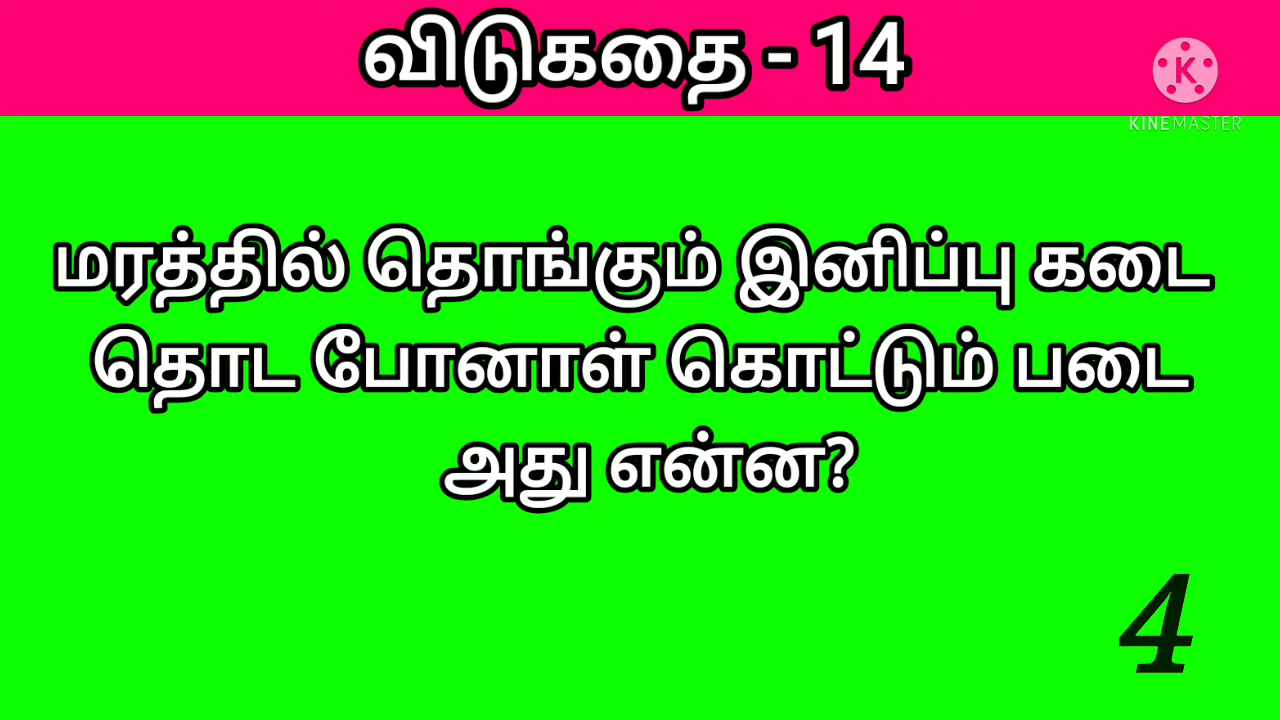 விடுகதை - 14
K
KINEMASTER
மரத்தில் தொங்கும் இனிப்பு கடை
தொட போனாள் கொட்டும் படை
அது என்ன?
4